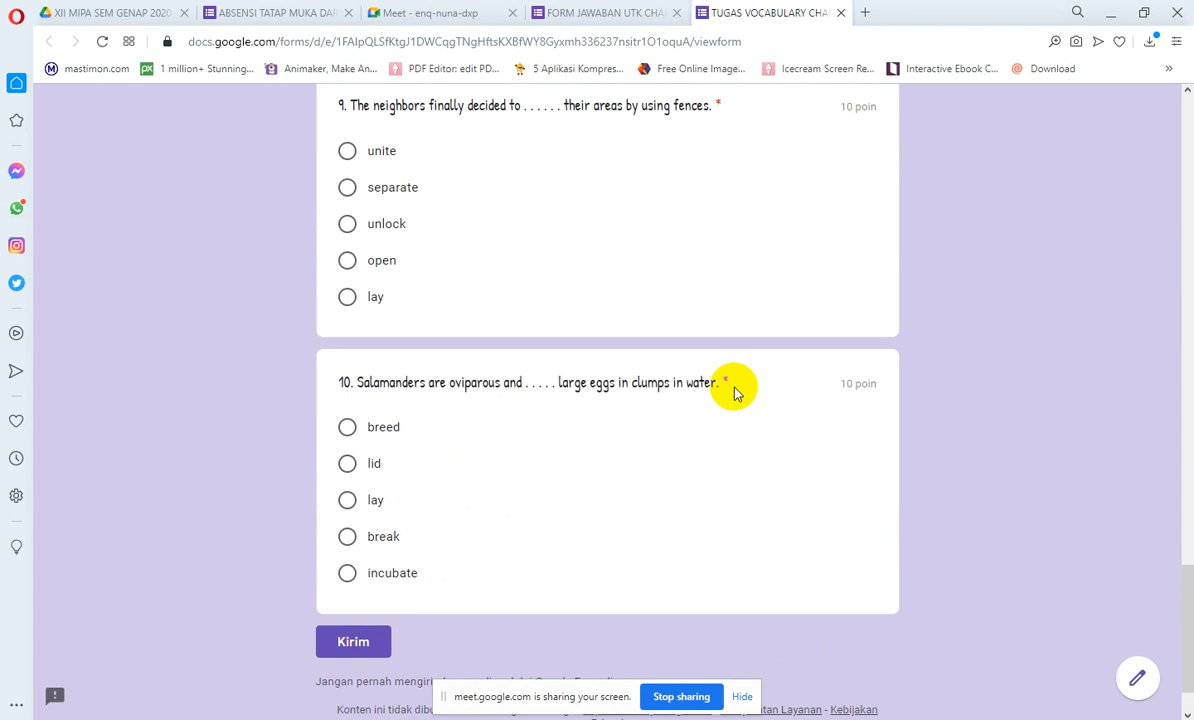 XII MIPA SEM GENAP 2020
ABSENSI TATAP MUKA DAR
Meet - enq-nuna-dxp
FORM JAWABAN UTK CHA
TUGAS VOCABULARY CHA
docs.google.com/forms/d/e/1FAIpQLSfKtgJ1DWCqgTNgHftsKXBfWY8Gyxmh336237nsitr1O1oquA/viewform
mastimon.com
1 million+ Stunning...
Animaker, Make An...
PDF Editor: edit PD...
5 Aplikasi Kompres...
Free Online Image...
Icecream Screen Re...
Interactive Ebook C...
Download
»
9. The neighbors finally decided to . . . . . . their areas by using fences. *
10 poin
unite
separate
unlock
open
lay
10. Salamanders are oviparous and . . . . . large eggs in clumps in water. *
10 poin
breed
lid
lay
break
incubate
Kirim
Jangan pernah mengiri
meet.google.com is sharing your screen.
Stop sharing
Hide
Konten ini tidak dibu
Layanan - Kebijakan